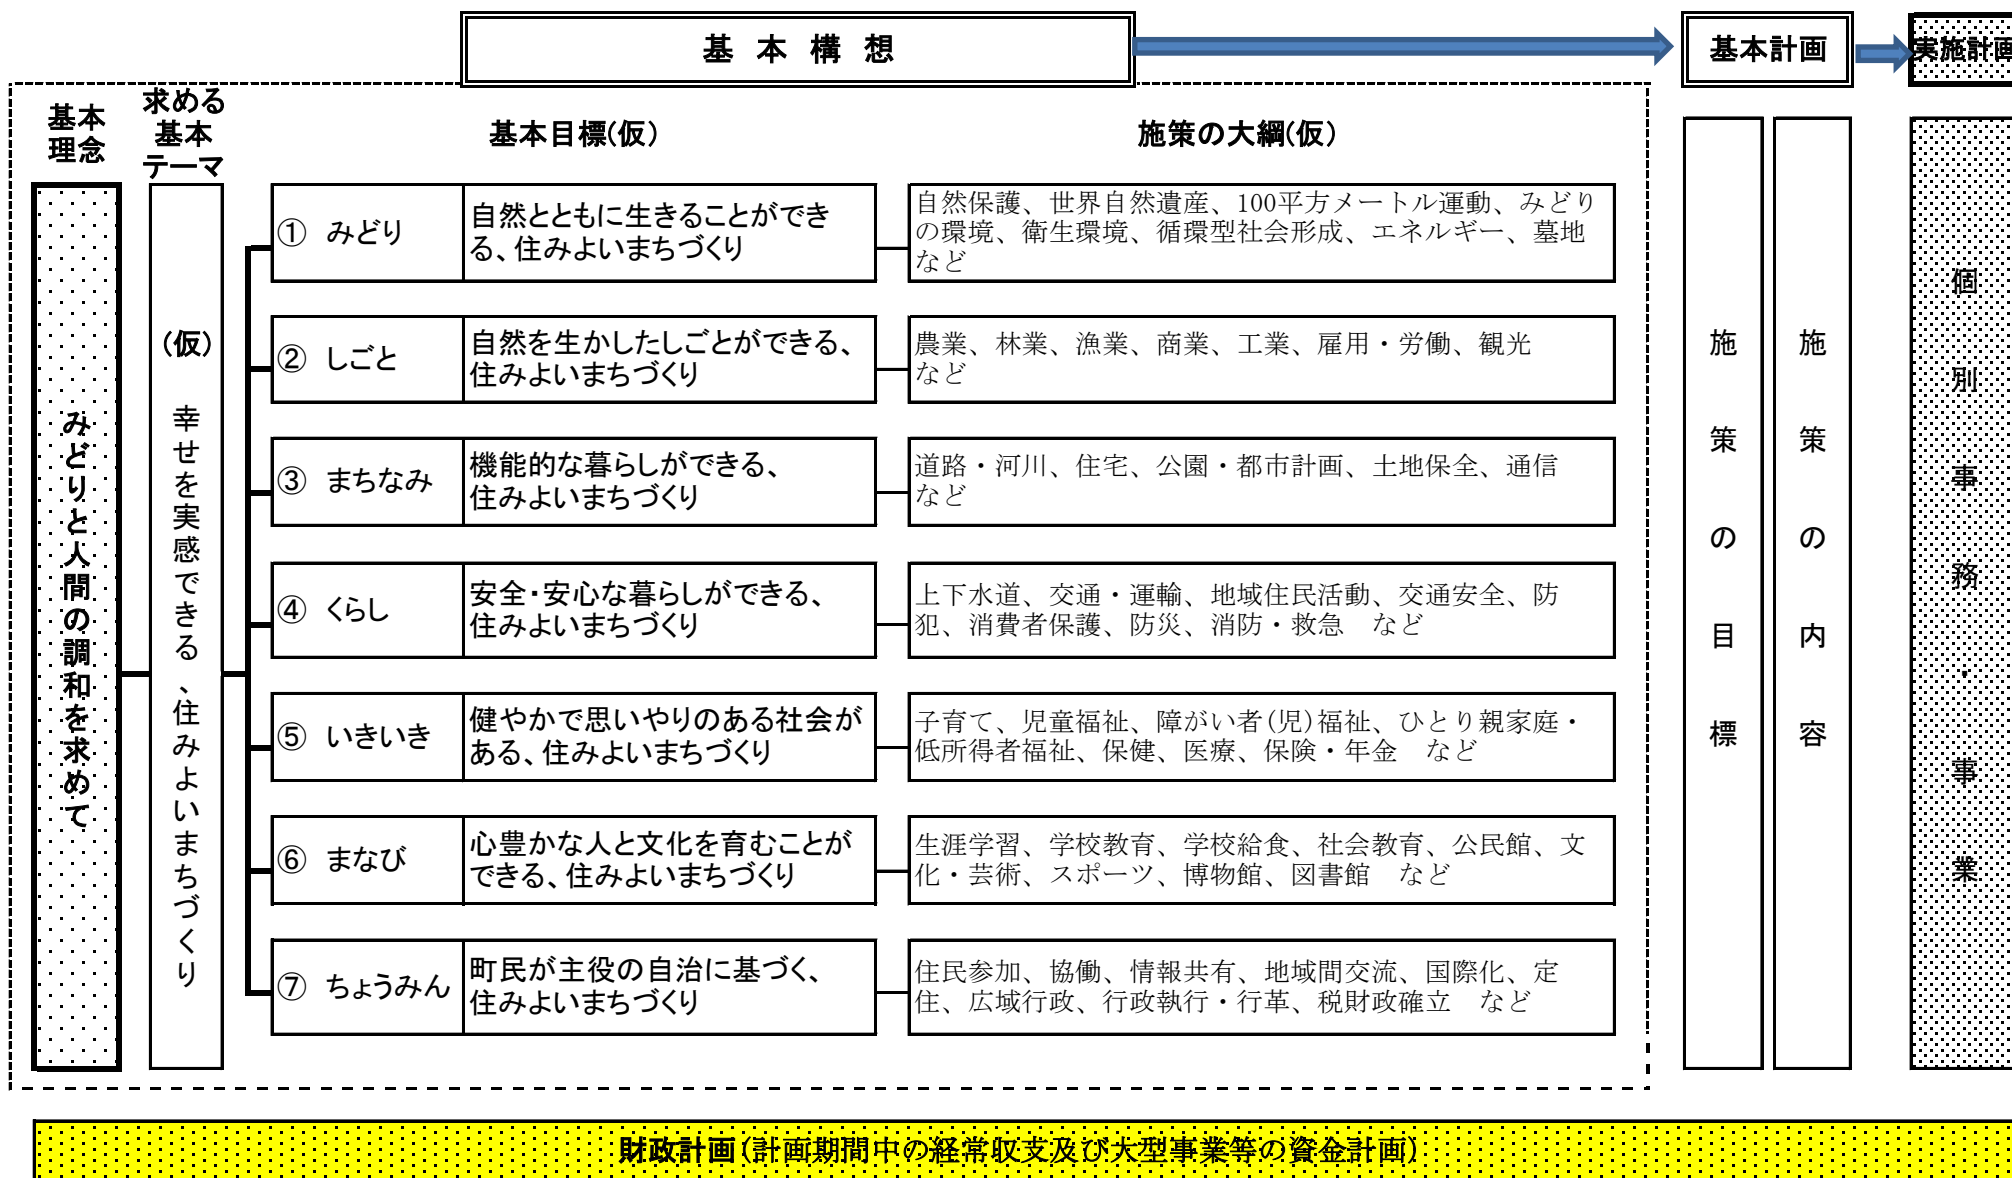 基本構想
基本計画
実施計画
基本
理念
求める
基本
テーマ
基本目標(仮)
施策の大綱(仮)
みどりと人間の調和を求めて
(仮)
幸せを実感できる、住みよいまちづくり
① みどり
自然とともに生きることができ
る、住みよいまちづくり
自然保護、世界自然遺産、100平方メートル運動、みどり
の環境、衛生環境、循環型社会形成、エネルギー、墓地
など
② しごと
自然を生かしたしごとができる、
住みよいまちづくり
農業、林業、漁業、商業、工業、雇用・労働、観光
など
③ まちなみ
機能的な暮らしができる、
住みよいまちづくり
道路・河川、住宅、公園・都市計画、土地保全、通信
など
④ くらし
安全・安心な暮らしができる、
住みよいまちづくり
上下水道、交通・運輸、地域住民活動、交通安全、防
犯、消費者保護、防災、消防・救急 など
⑤ いきいき
健やかで思いやりのある社会が
ある、住みよいまちづくり
子育て、児童福祉、障がい者(児)福祉、ひとり親家庭・
低所得者福祉、保健、医療、保険・年金 など
⑥ まなび
心豊かな人と文化を育むことが
できる、住みよいまちづくり
生涯学習、学校教育、学校給食、社会教育、公民館、文
化・芸術、スポーツ、博物館、図書館 など
⑦ ちょうみん
町民が主役の自治に基づく、
住みよいまちづくり
住民参加、協働、情報共有、地域間交流、国際化、定
住、広域行政、行政執行・行革、税財政確立 など
施策の目標
施策の内容
個別事務・事業
財政計画(計画期間中の経常収支及び大型事業等の資金計画)